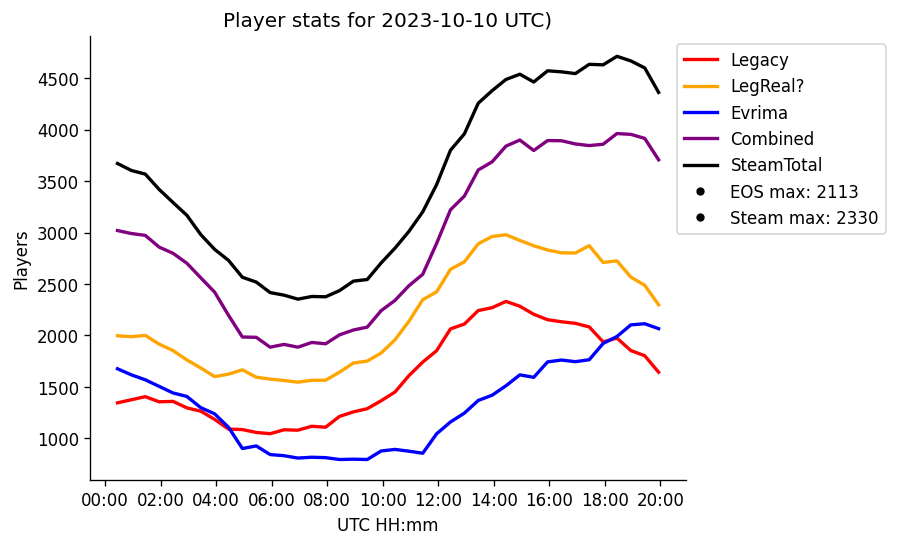 Player stats for 2023-10-10 UTC)
Players
4500
4000
3500
3000
2500
2000
1500
1000
00:00 02:00 04:00 06:00 08:00 10:00 12:00 14:00 16:00 18:00 20:00
UTC HH:mm
Legacy
LegReal?
Evrima
Combined
SteamTotal
EOS max: 2113
Steam max: 2330